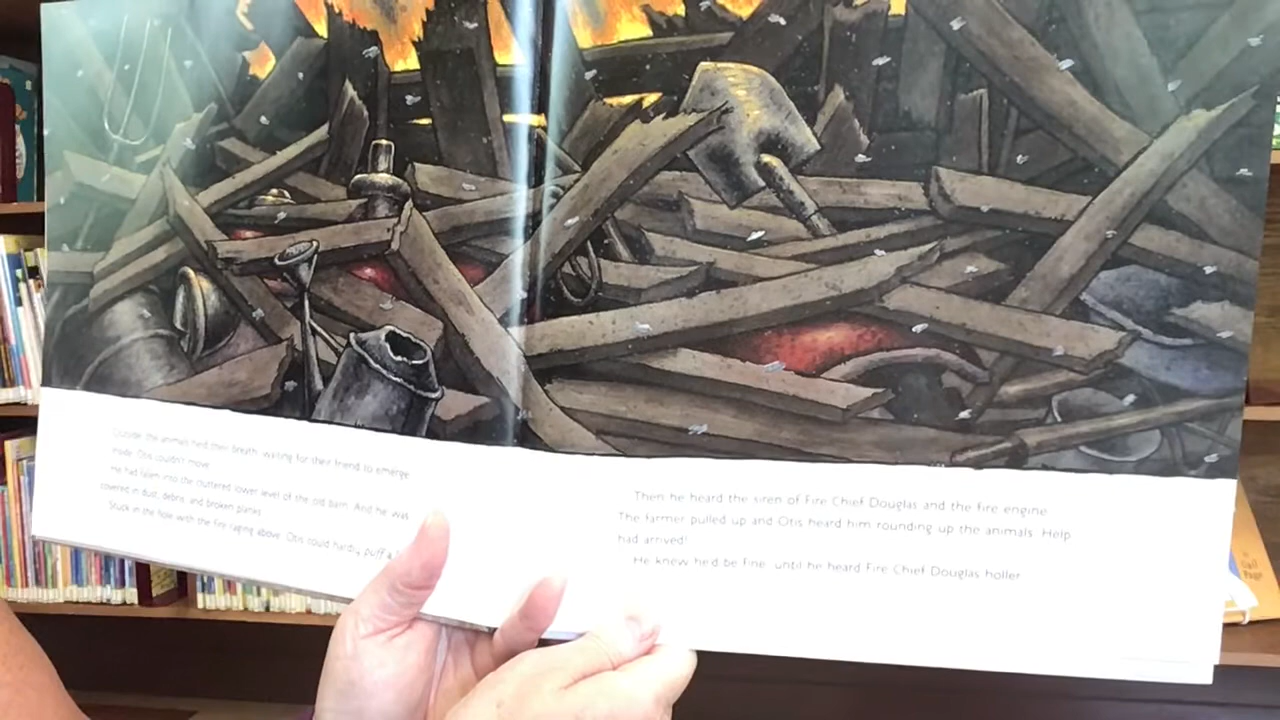 Outside, the animals held their breath, waiting for their friend to emerge.
Inside, Otis couldn't move.
He had fallen into the cluttered lower level of the old barn. And he was
covered in dust, debris, and broken planks.
Stuck in the hole with the fire raging above, Otis could hardly puff a
Then he heard the siren of Fire Chief Douglas and the fire engine.
The farmer pulled up and Otis heard him rounding up the animals. Help
had arrived!
He knew he'd be fine, until he heard Fire Chief Douglas holler